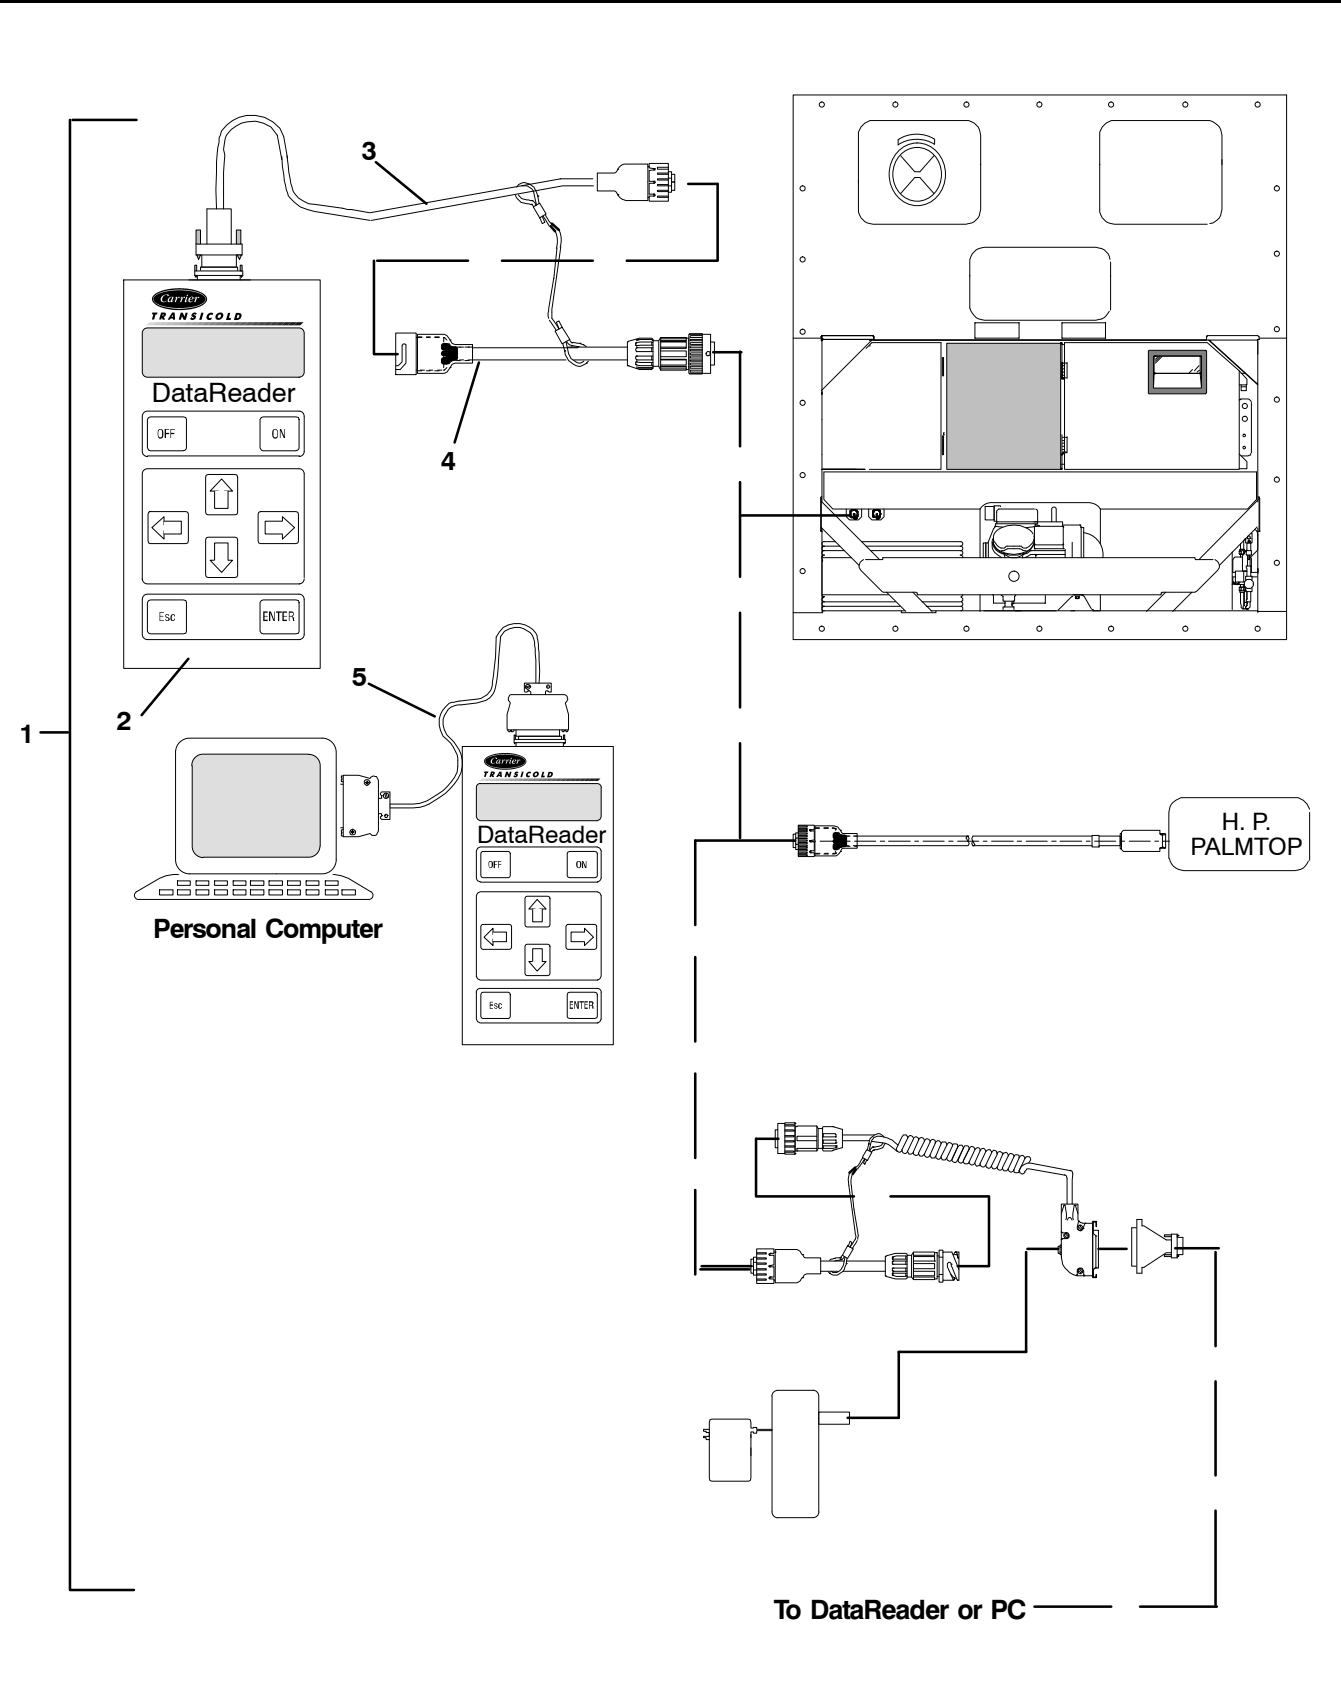 3
Carrier
TRANSICOLD
DataReader
OFF ON
4
Esc ENTER
5
2
1
Carrier
TRANSICOLD
DataReader
OFF ON
Esc ENTER
Personal Computer
H. P.
PALMTOP
To DataReader or PC